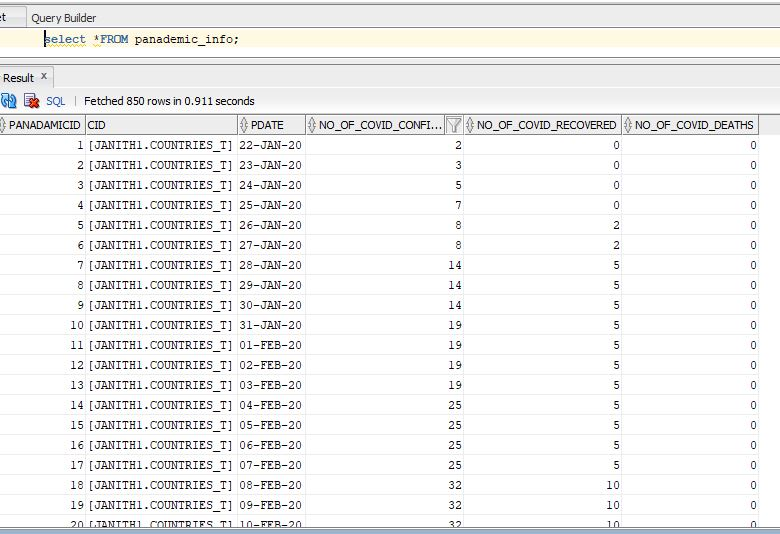 et Query Builder
select *FROM panademic_info;
Result x
SQL | Fetched 850 rows in 0.911 seconds
PANADAMICID CID PDATE NO_OF_COVID_CONFI... NO_OF_COVID_RECOVERED NO_OF_COVID_DEATHS
1 [JANITH1.COUNTRIES_T] 22-JAN-20 2 0 0
2 [JANITH1.COUNTRIES_T] 23-JAN-20 3 0 0
3 [JANITH1.COUNTRIES_T] 24-JAN-20 5 0 0
4 [JANITH1.COUNTRIES_T] 25-JAN-20 7 0 0
5 [JANITH1.COUNTRIES_T] 26-JAN-20 8 2 0
6 [JANITH1.COUNTRIES_T] 27-JAN-20 8 2 0
7 [JANITH1.COUNTRIES_T] 28-JAN-20 14 5 0
8 [JANITH1.COUNTRIES_T] 29-JAN-20 14 5 0
9 [JANITH1.COUNTRIES_T] 30-JAN-20 14 5 0
10 [JANITH1.COUNTRIES_T] 31-JAN-20 19 5 0
11 [JANITH1.COUNTRIES_T] 01-FEB-20 19 5 0
12 [JANITH1.COUNTRIES_T] 02-FEB-20 19 5 0
13 [JANITH1.COUNTRIES_T] 03-FEB-20 19 5 0
14 [JANITH1.COUNTRIES_T] 04-FEB-20 25 5 0
15 [JANITH1.COUNTRIES_T] 05-FEB-20 25 5 0
16 [JANITH1.COUNTRIES_T] 06-FEB-20 25 5 0
17 [JANITH1.COUNTRIES_T] 07-FEB-20 25 5 0
18 [JANITH1.COUNTRIES_T] 08-FEB-20 32 10 0
19 [JANITH1.COUNTRIES_T] 09-FEB-20 32 10 0
20 [JANITH1.COUNTRIES_T] 10-FEB-20 32 10 0